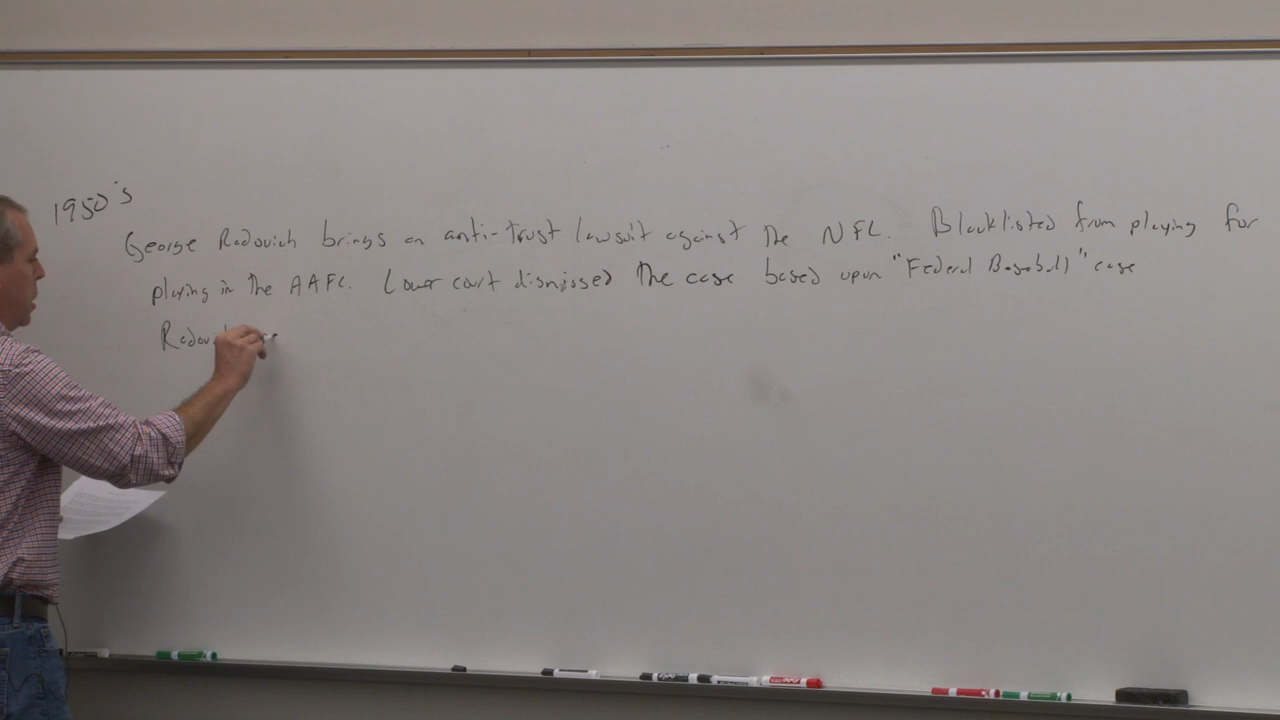 1950's
George Radovich brings an anti-trust lawsuit against the NFL. Blacklisted from playing for
playing in the AAFC. Lower court dismissed the case based upon "Federal Baseball" case